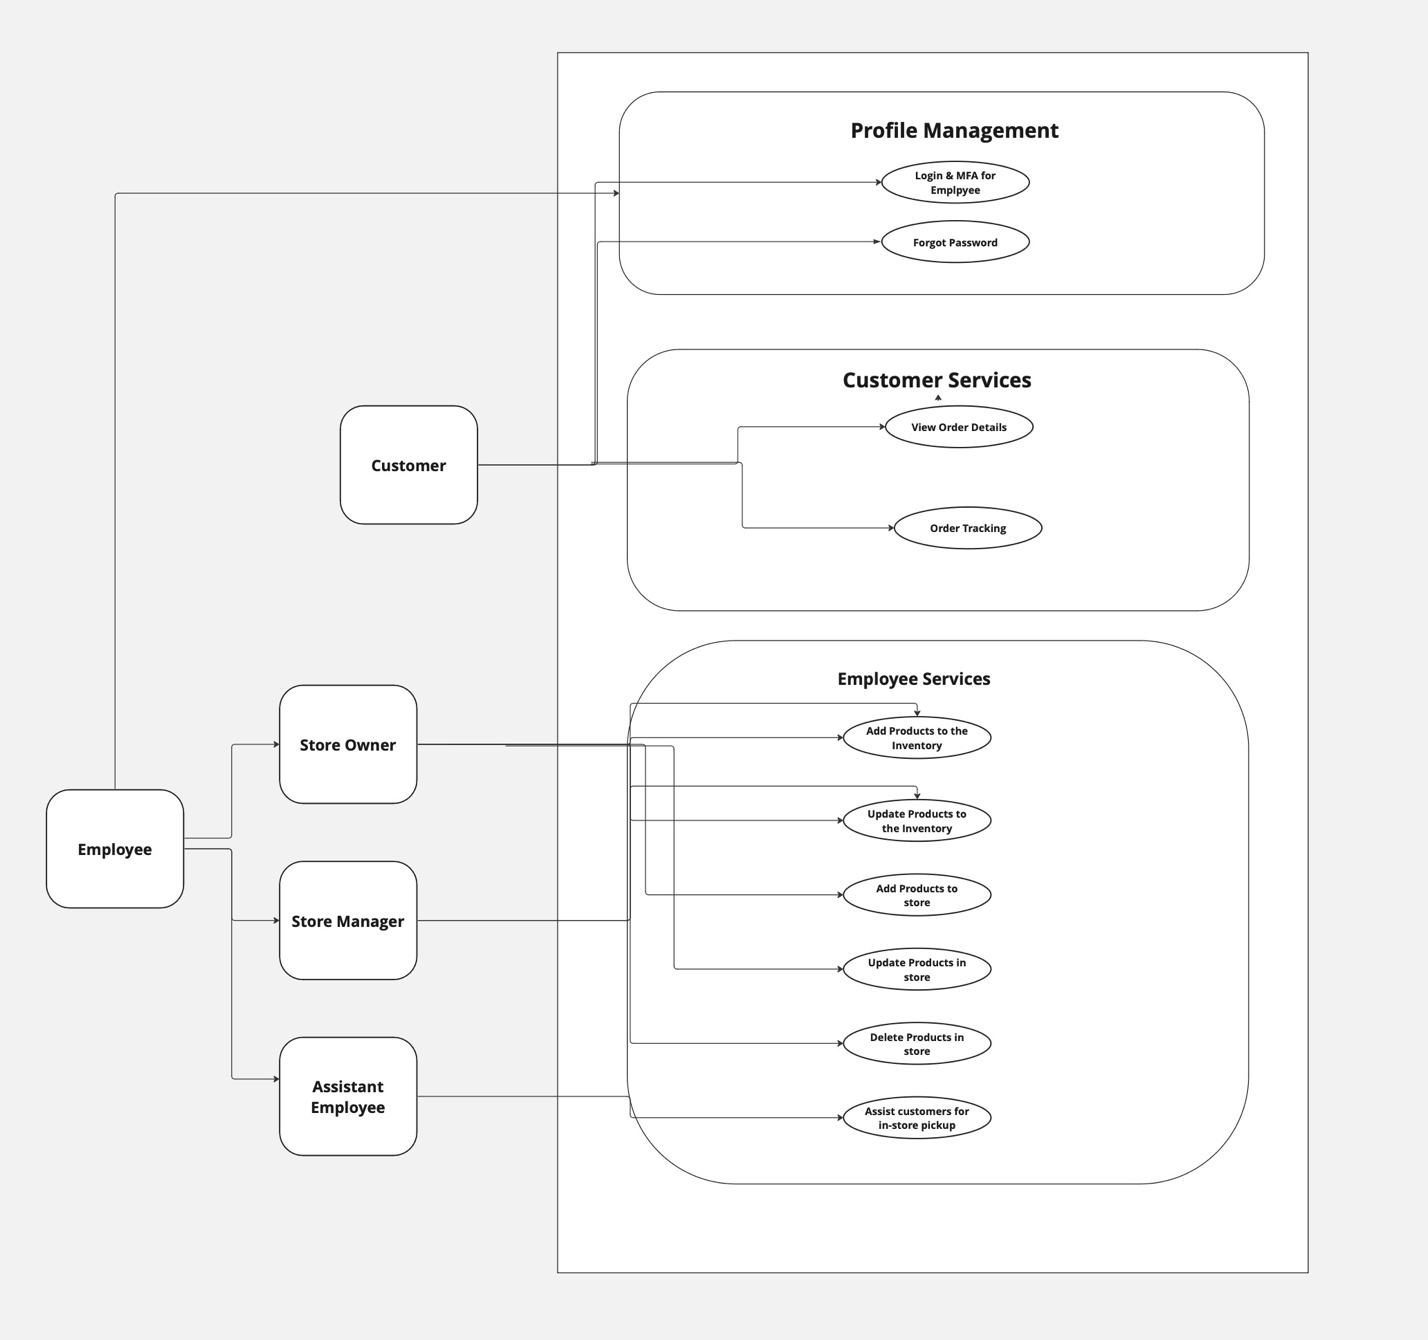 Profile Management
Login & MFA for
Emplpyee
Forgot Password
Customer Services
View Order Details
Customer
Order Tracking
Employee Services
Add Products to the
Inventory
Store Owner
Update Products to
the Inventory
Employee
Add Products to
store
Store Manager
Update Products in
store
Delete Products in
store
Assistant
Employee
Assist customers for
in-store pickup